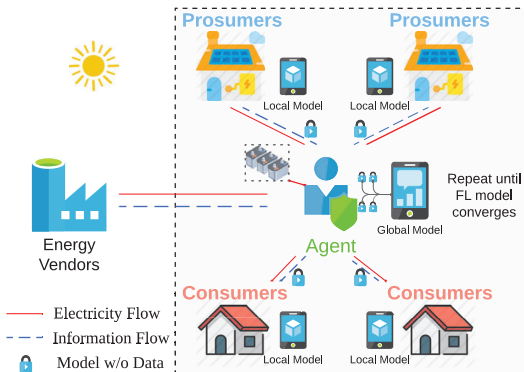 Prosumers
Prosumers
Local Model
Local Model
Energy
Vendors
Agent
Global Model
Repeat until
FL model
converges
Consumers
Consumers
Local Model
Local Model
Electricity Flow
Information Flow
Model w/o Data